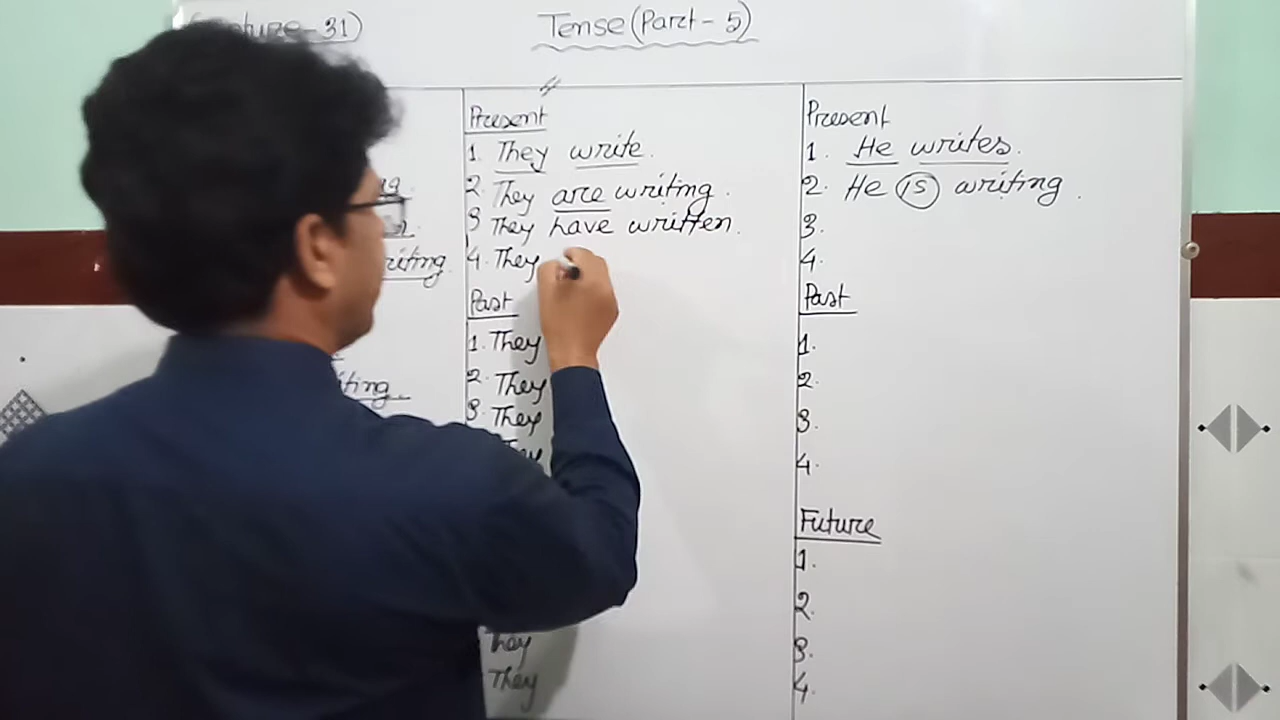 31)
Tense (Part - 5)
writing.
Present
1. They write.
2. They are writing.
3 They have written.
4. They
Past
1. They
2. They
3. They
They
They
Present
1. He writes.
2. He is writing.
3.
4.
Past
1.
2.
3.
4.
Future
1.
2.
3.
4.